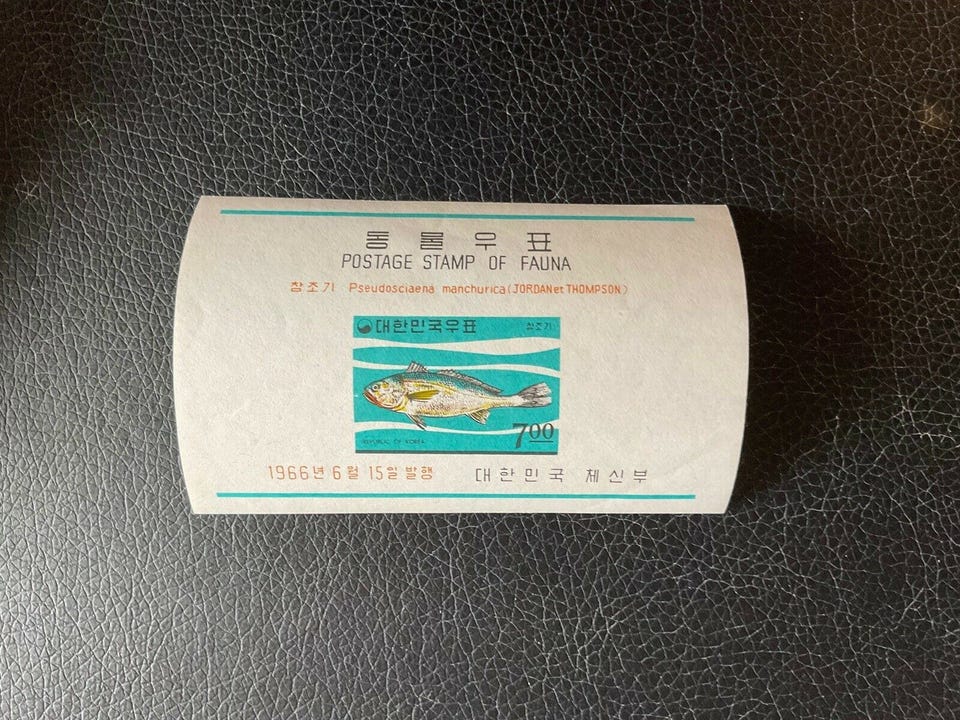 동물우표
POSTAGE STAMP OF FAUNA
참조기 Pseudosciaena manchurica (JORDAN et THOMPSON)
대한민국우표 참조기
REPUBLIC OF KOREA
7 00
1966년 6월 15일 발행 대한민국 체신부